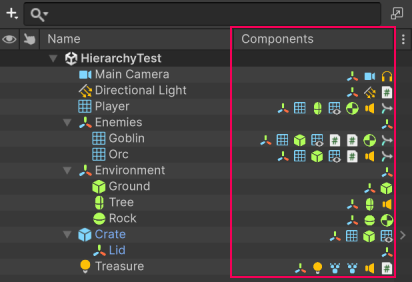 Name Components
HierarchyTest
Main Camera
Directional Light
Player
Enemies
Goblin
Orc
Environment
Ground
Tree
Rock
Crate
Lid
Treasure